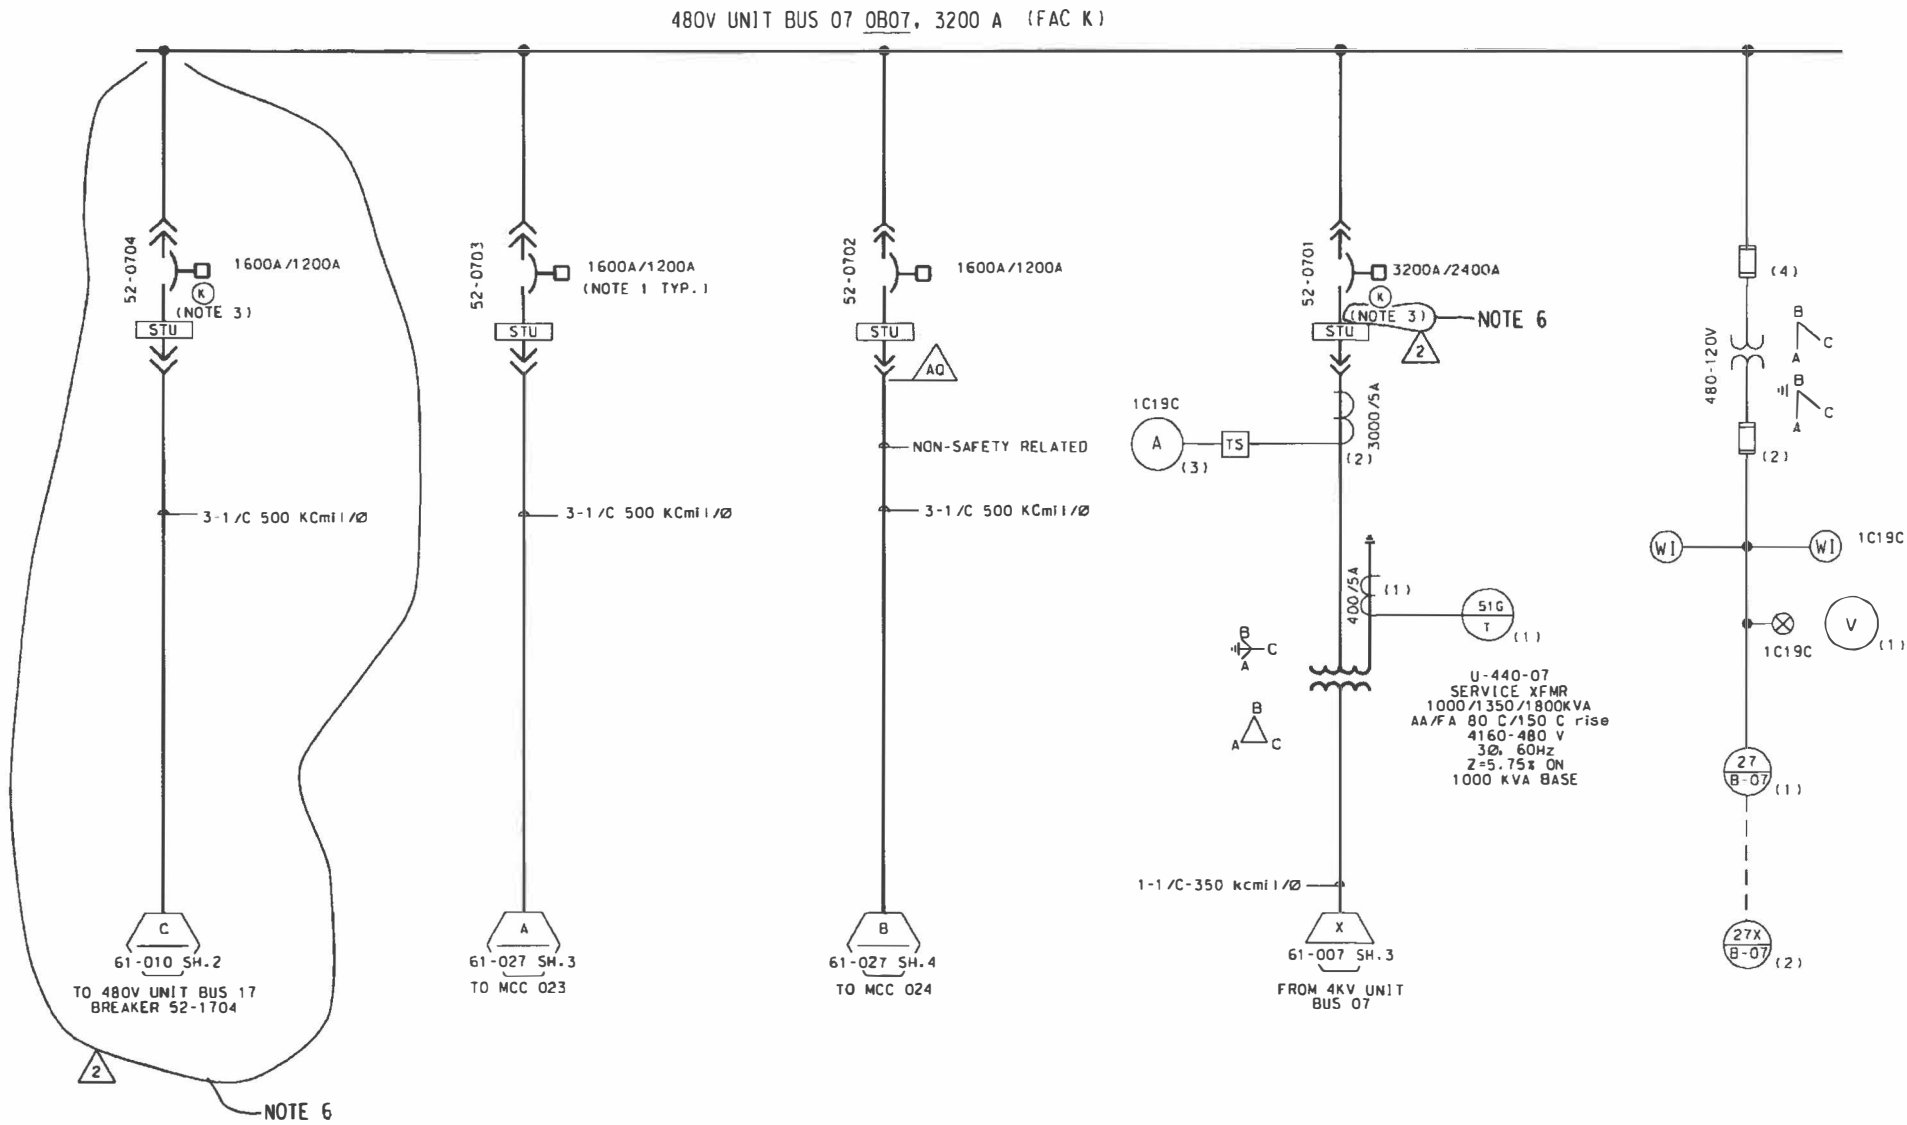 480V UNIT BUS 07 0B07, 3200 A (FAC K)
52-0704
1600A/1200A
K
(NOTE 3)
STU
3-1/C 500 KCmil/Ø
C
61-010 SH.2
TO 480V UNIT BUS 17
BREAKER 52-1704
2
NOTE 6
52-0703
1600A/1200A
(NOTE 1 TYP.)
STU
3-1/C 500 KCmil/Ø
A
61-027 SH.3
TO MCC 023
52-0702
1600A/1200A
STU
AQ
NON-SAFETY RELATED
3-1/C 500 KCmil/Ø
B
61-027 SH.4
TO MCC 024
52-0701
3200A/2400A
K
(NOTE 3)
NOTE 6
STU
2
1C19C
A
(3)
TS
3000/5A
(2)
400/5A
(1)
51G
T
(1)
B
C
A
B
A C
U-440-07
SERVICE XFMR
1000/1350/1800KVA
AA/FA 80 C/150 C rise
4160-480 V
3Ø, 60Hz
Z=5.75% ON
1000 KVA BASE
1-1/C-350 kcmil/Ø
X
61-007 SH.3
FROM 4KV UNIT
BUS 07
(4)
480-120V
B
C
A
B
C
A
(2)
WI
WI
1C19C
1C19C
V
(1)
27
B-07
(1)
27X
B-07
(2)